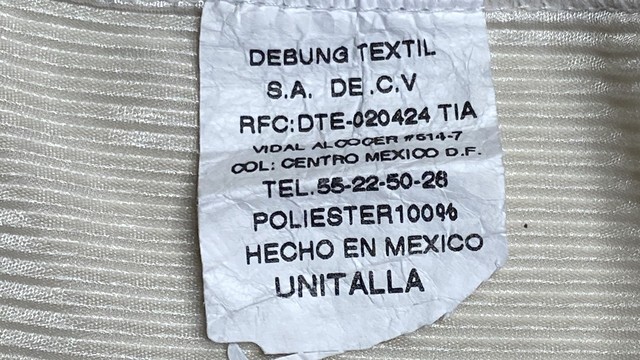 DEBUNG TEXTIL
S.A. DE.C.V
RFC:DTE-020424 TIA
VIDAL ALCOCER #614-7
COL: CENTRO MEXICO D.F.
TEL.55-22-50-28
POLIESTER100%
HECHO EN MEXICO
UNITALLA